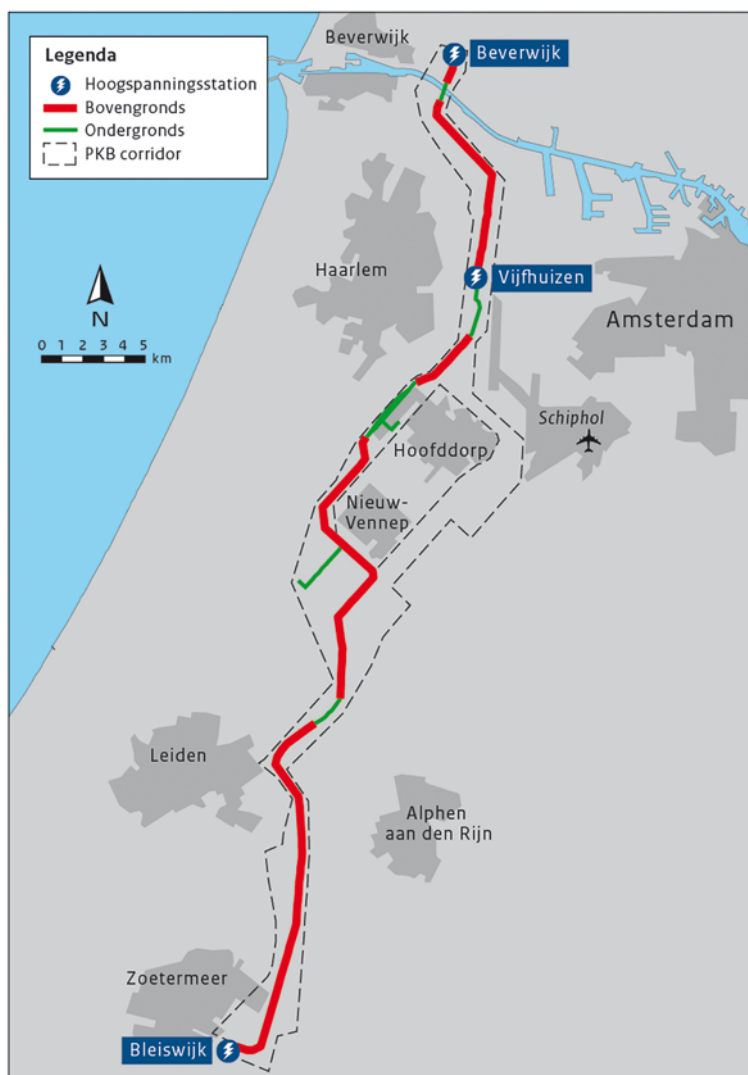 Legenda
Hoogspanningsstation
Bovengronds
Ondergronds
PKB corridor
Beverwijk
Beverwijk
Haarlem
Vijfhuizen
Amsterdam
N
0 1 2 3 4 5
km
Schiphol
Hoofddorp
Nieuw-
Vennep
Leiden
Alphen
aan den Rijn
Zoetermeer
Bleiswijk